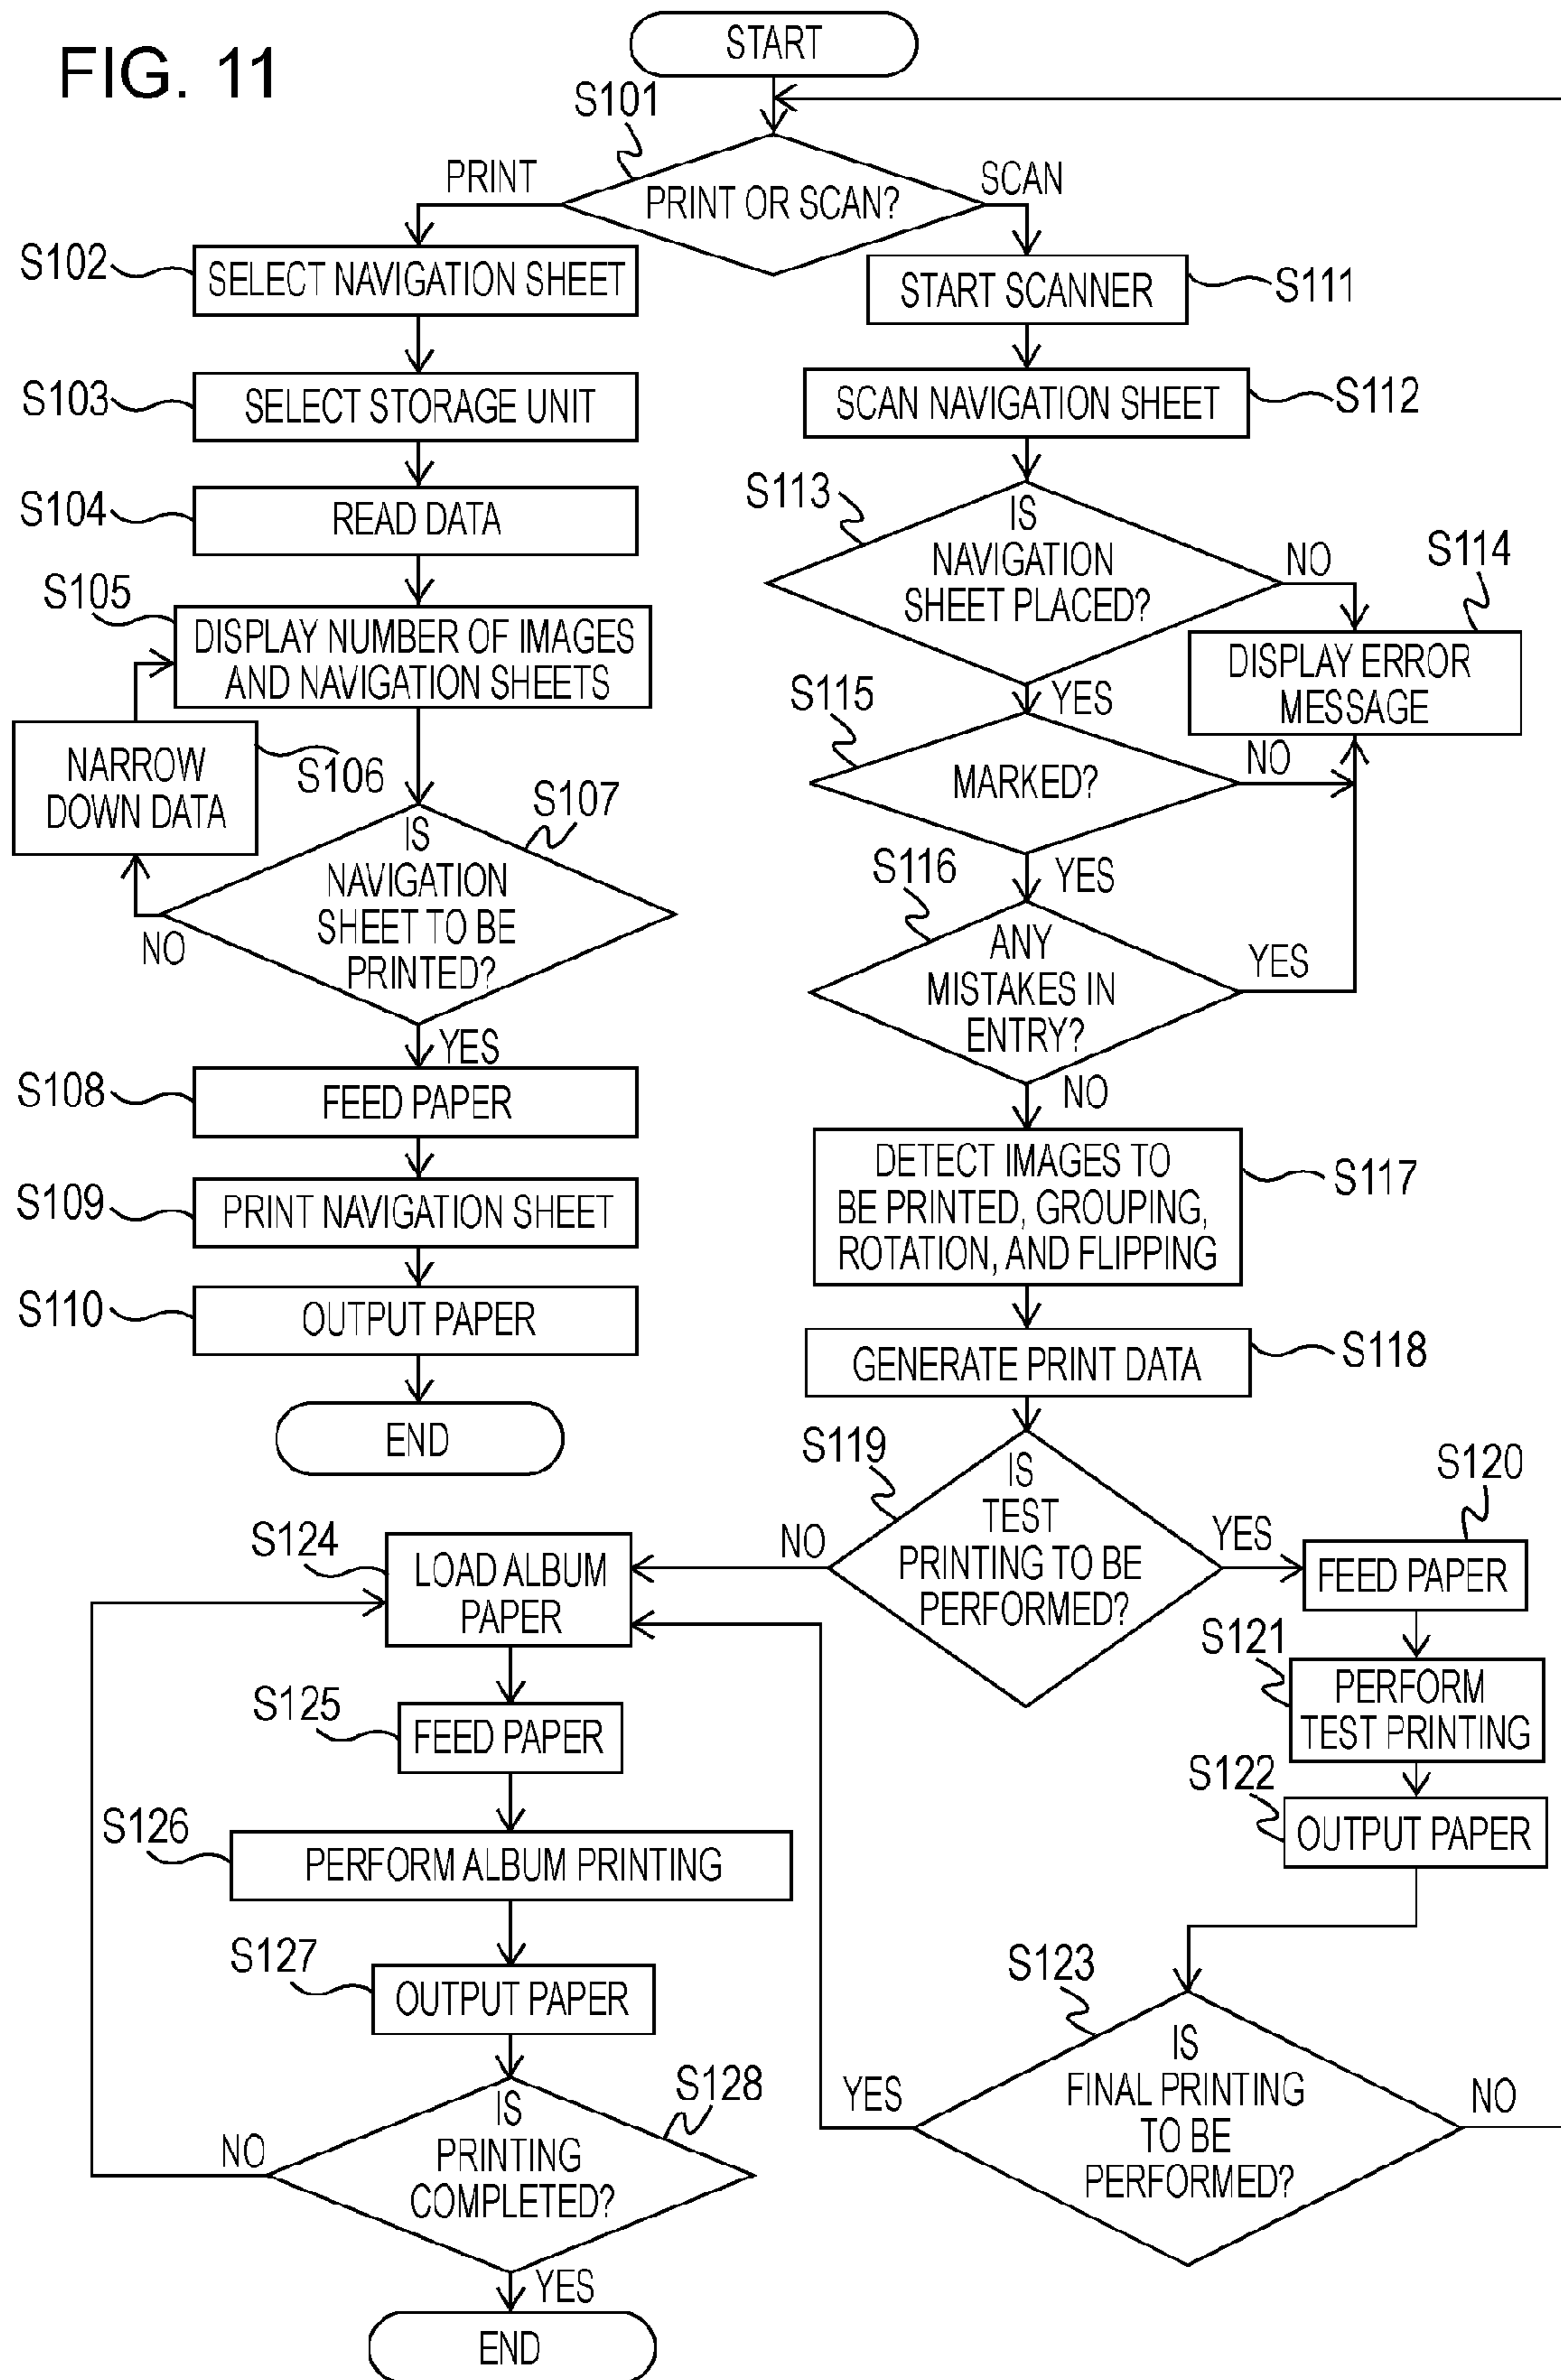 FIG. 11
START
S101
PRINT OR SCAN?
PRINT
SCAN
S102
SELECT NAVIGATION SHEET
S103
SELECT STORAGE UNIT
S104
READ DATA
S105
DISPLAY NUMBER OF IMAGES
AND NAVIGATION SHEETS
NARROW
DOWN DATA
S106
S107
IS
NAVIGATION
SHEET TO BE
PRINTED?
NO
YES
S108
FEED PAPER
S109
PRINT NAVIGATION SHEET
S110
OUTPUT PAPER
END
START SCANNER
S111
SCAN NAVIGATION SHEET
S112
S113
IS
NAVIGATION
SHEET PLACED?
NO
YES
S114
DISPLAY ERROR
MESSAGE
S115
MARKED?
NO
YES
S116
ANY
MISTAKES IN
ENTRY?
YES
NO
DETECT IMAGES TO
BE PRINTED, GROUPING,
ROTATION, AND FLIPPING
S117
GENERATE PRINT DATA
S118
S119
IS
TEST
PRINTING TO BE
PERFORMED?
NO
YES
S120
FEED PAPER
S121
PERFORM
TEST PRINTING
S122
OUTPUT PAPER
S123
IS
FINAL PRINTING
TO BE
PERFORMED?
YES
NO
S124
LOAD ALBUM
PAPER
S125
FEED PAPER
S126
PERFORM ALBUM PRINTING
S127
OUTPUT PAPER
S128
IS
PRINTING
COMPLETED?
NO
YES
END